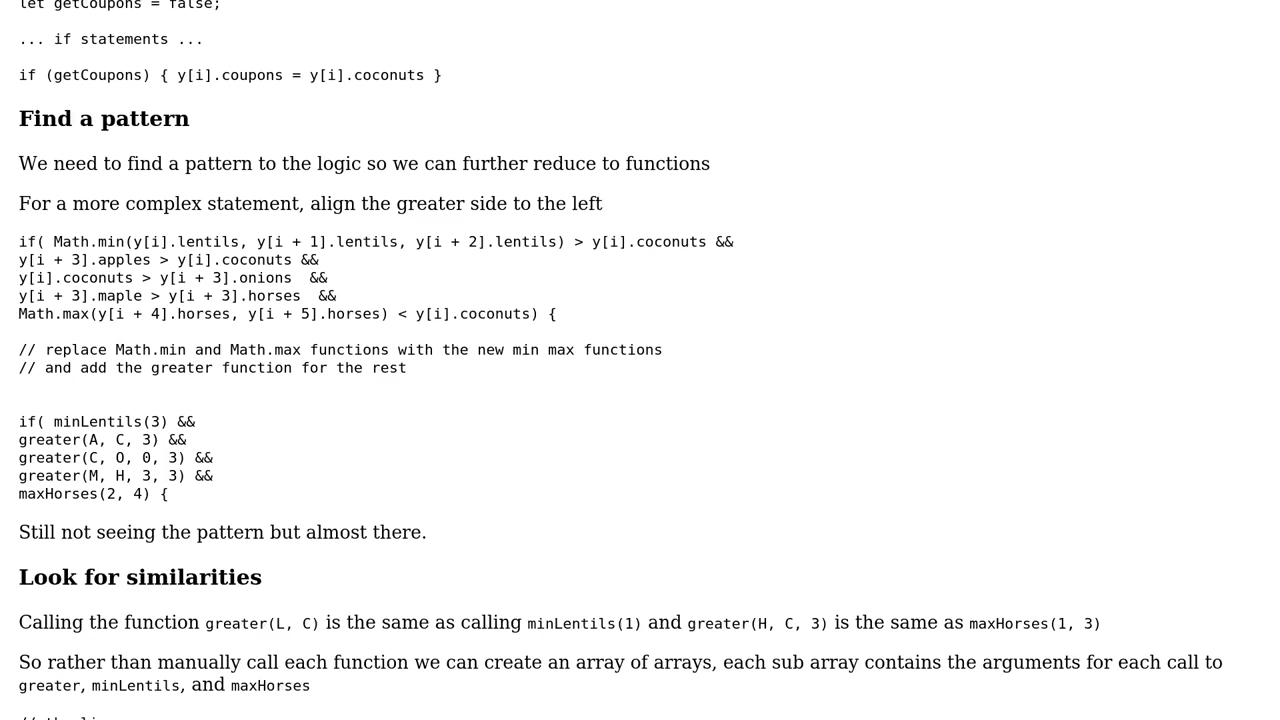 let getCoupons = false;
... if statements ...
if (getCoupons) { y[i].coupons = y[i].coconuts }
Find a pattern
We need to find a pattern to the logic so we can further reduce to functions
For a more complex statement, align the greater side to the left
if( Math.min(y[i].lentils, y[i + 1].lentils, y[i + 2].lentils) > y[i].coconuts &&
y[i + 3].apples > y[i].coconuts &&
y[i].coconuts > y[i + 3].onions  &&
y[i + 3].maple > y[i + 3].horses  &&
Math.max(y[i + 4].horses, y[i + 5].horses) < y[i].coconuts) {
// replace Math.min and Math.max functions with the new min max functions
// and add the greater function for the rest
if( minLentils(3) &&
greater(A, C, 3) &&
greater(C, O, 0, 3) &&
greater(M, H, 3, 3) &&
maxHorses(2, 4) {
Still not seeing the pattern but almost there.
Look for similarities
Calling the function greater(L, C) is the same as calling minLentils(1) and greater(H, C, 3) is the same as maxHorses(1, 3)
So rather than manually call each function we can create an array of arrays, each sub array contains the arguments for each call to
greater, minLentils, and maxHorses